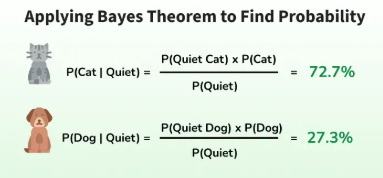 Applying Bayes Theorem to Find Probability
P(Cat | Quiet) = P(Quiet Cat) x P(Cat) / P(Quiet) = 72.7%
P(Dog | Quiet) = P(Quiet Dog) x P(Dog) / P(Quiet) = 27.3%